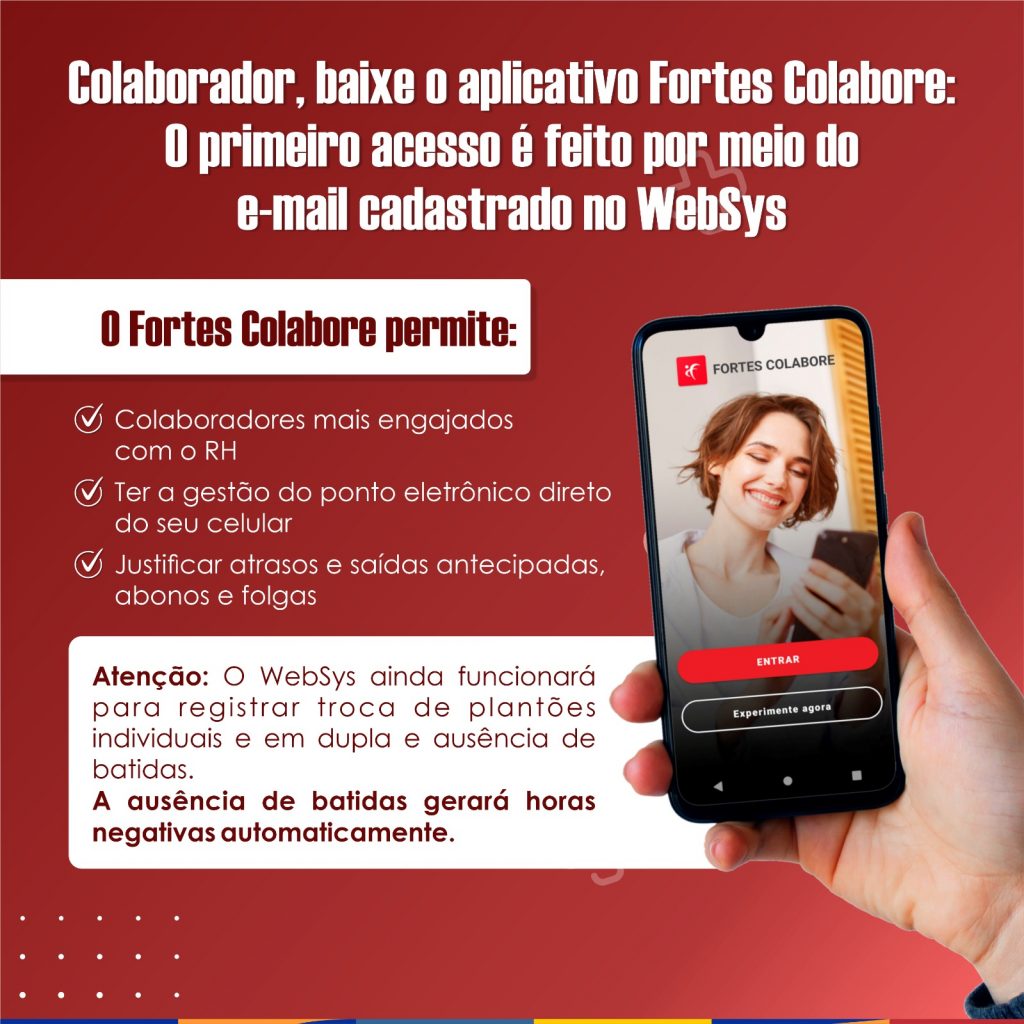 Colaborador, baixe o aplicativo Fortes Colabore:
O primeiro acesso é feito por meio do
e-mail cadastrado no WebSys
O Fortes Colabore permite:
Colaboradores mais engajados
com o RH
Ter a gestão do ponto eletrônico direto
do seu celular
Justificar atrasos e saídas antecipadas,
abonos e folgas
Atenção: O WebSys ainda funcionará
para registrar troca de plantões
individuais e em dupla e ausência de
batidas.
A ausência de batidas gerará horas
negativas automaticamente.
FORTES COLABORE
ENTRAR
Experimente agora